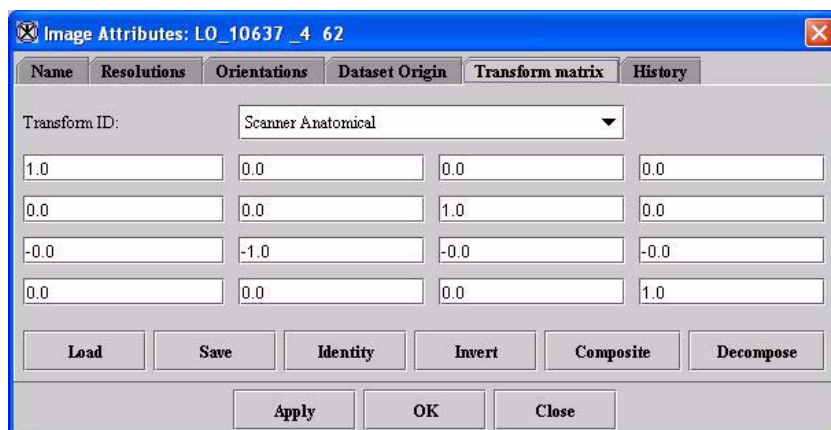 Image Attributes: LO_10637 _4 62
Name Resolutions Orientations Dataset Origin Transform matrix History
Transform ID: Scanner Anatomical
1.0 0.0 0.0 0.0
0.0 0.0 1.0 0.0
-0.0 -1.0 -0.0 -0.0
0.0 0.0 0.0 1.0
Load Save Identity Invert Composite Decompose
Apply OK Close